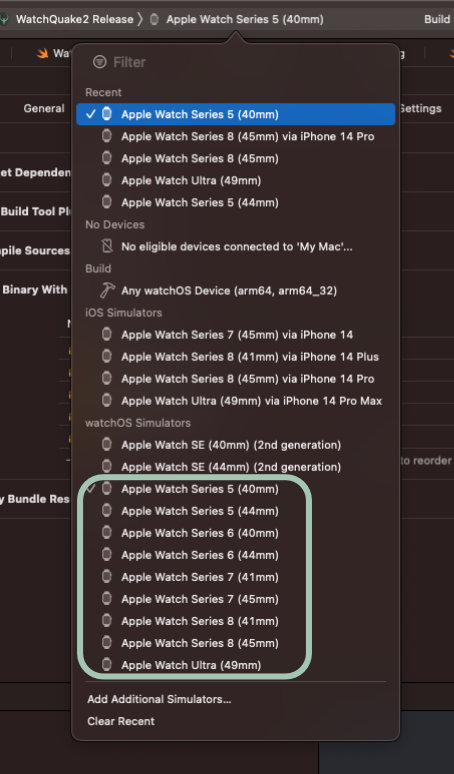 WatchQuake2 Release 〉 Apple Watch Series 5 (40mm) Build
Filter
Recent
General
✓ Apple Watch Series 5 (40mm)
Settings
Apple Watch Series 8 (45mm) via iPhone 14 Pro
Apple Watch Series 8 (45mm)
et Dependen
Apple Watch Ultra (49mm)
Build Tool Plu
Apple Watch Series 5 (44mm)
No Devices
pile Sources
No eligible devices connected to 'My Mac'...
Build
Binary With
Any watchOS Device (arm64, arm64_32)
iOS Simulators
Apple Watch Series 7 (45mm) via iPhone 14
Apple Watch Series 8 (41mm) via iPhone 14 Plus
Apple Watch Series 8 (45mm) via iPhone 14 Pro
Apple Watch Ultra (49mm) via iPhone 14 Pro Max
watchOS Simulators
Apple Watch SE (40mm) (2nd generation)
Apple Watch SE (44mm) (2nd generation)
to reorder
✓ Apple Watch Series 5 (40mm)
y Bundle Res
Apple Watch Series 5 (44mm)
Apple Watch Series 6 (40mm)
Apple Watch Series 6 (44mm)
Apple Watch Series 7 (41mm)
Apple Watch Series 7 (45mm)
Apple Watch Series 8 (41mm)
Apple Watch Series 8 (45mm)
Apple Watch Ultra (49mm)
Add Additional Simulators...
Clear Recent